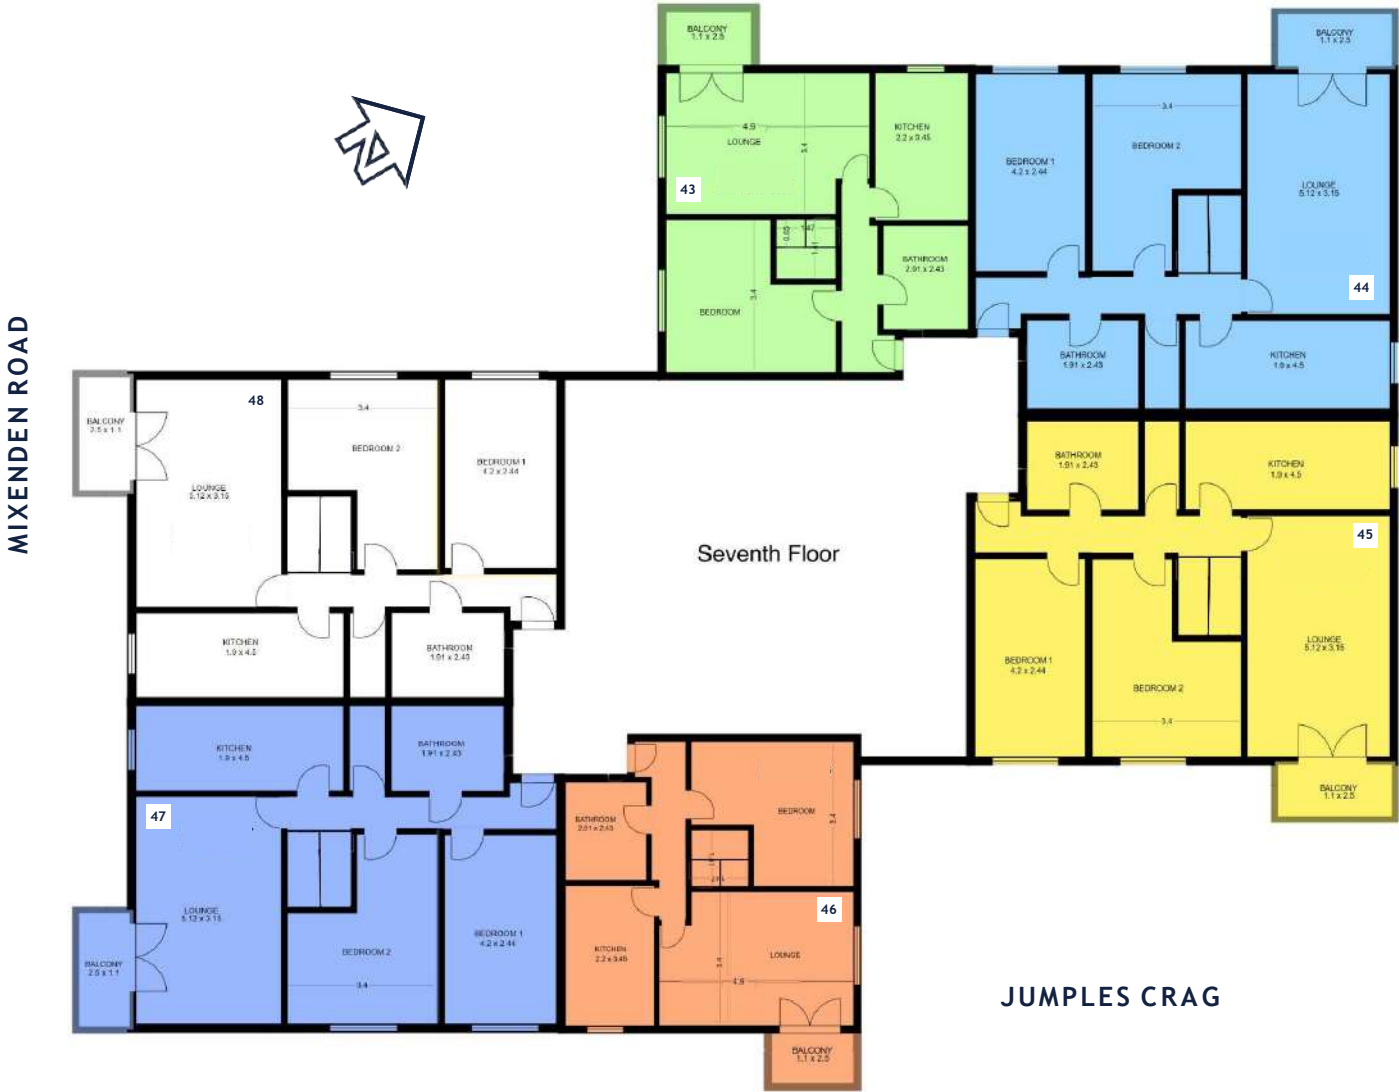 BALCONY
1.1 x 2.5
LOUNGE
4.9
3.4
43
KITCHEN
2.2 x 3.45
BEDROOM
3.4
BATHROOM
2.01 x 2.43
BALCONY
1.1 x 2.5
BEDROOM 1
4.2 x 2.44
3.4
BEDROOM 2
LOUNGE
5.12 x 3.15
44
BATHROOM
1.91 x 2.43
KITCHEN
1.9 x 4.5
MIXENDEN ROAD
BALCONY
2.5 x 1.1
48
LOUNGE
5.12 x 3.15
3.4
BEDROOM 2
BEDROOM 1
4.2 x 2.44
KITCHEN
1.9 x 4.5
BATHROOM
1.91 x 2.43
Seventh Floor
BATHROOM
1.91 x 2.43
KITCHEN
1.9 x 4.5
45
BEDROOM 1
4.2 x 2.44
BEDROOM 2
3.4
LOUNGE
5.12 x 3.15
BALCONY
1.1 x 2.5
KITCHEN
1.9 x 4.5
BATHROOM
1.91 x 2.43
47
LOUNGE
5.12 x 3.15
BEDROOM 2
3.4
BEDROOM 1
4.2 x 2.44
BALCONY
2.5 x 1.1
BATHROOM
2.01 x 2.43
BEDROOM
3.4
46
KITCHEN
2.2 x 3.45
LOUNGE
3.4
4.9
BALCONY
1.1 x 2.5
JUMPLES CRAG
N